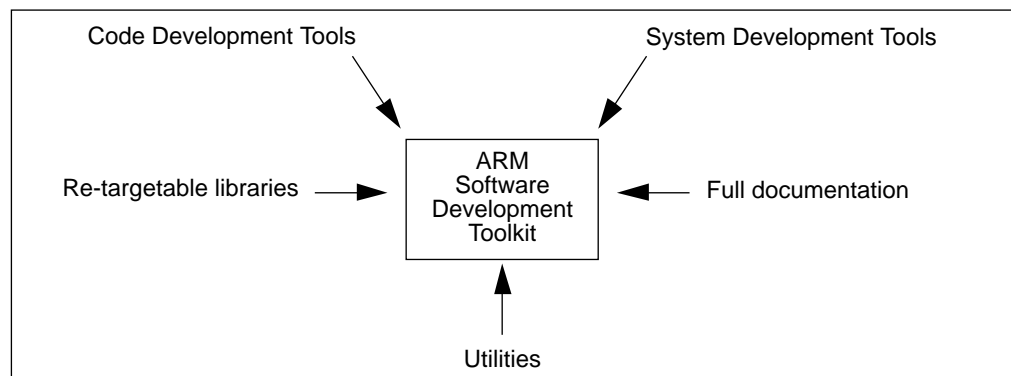 Code Development Tools
System Development Tools
ARM
Software
Development
Toolkit
Re-targetable libraries
Full documentation
Utilities